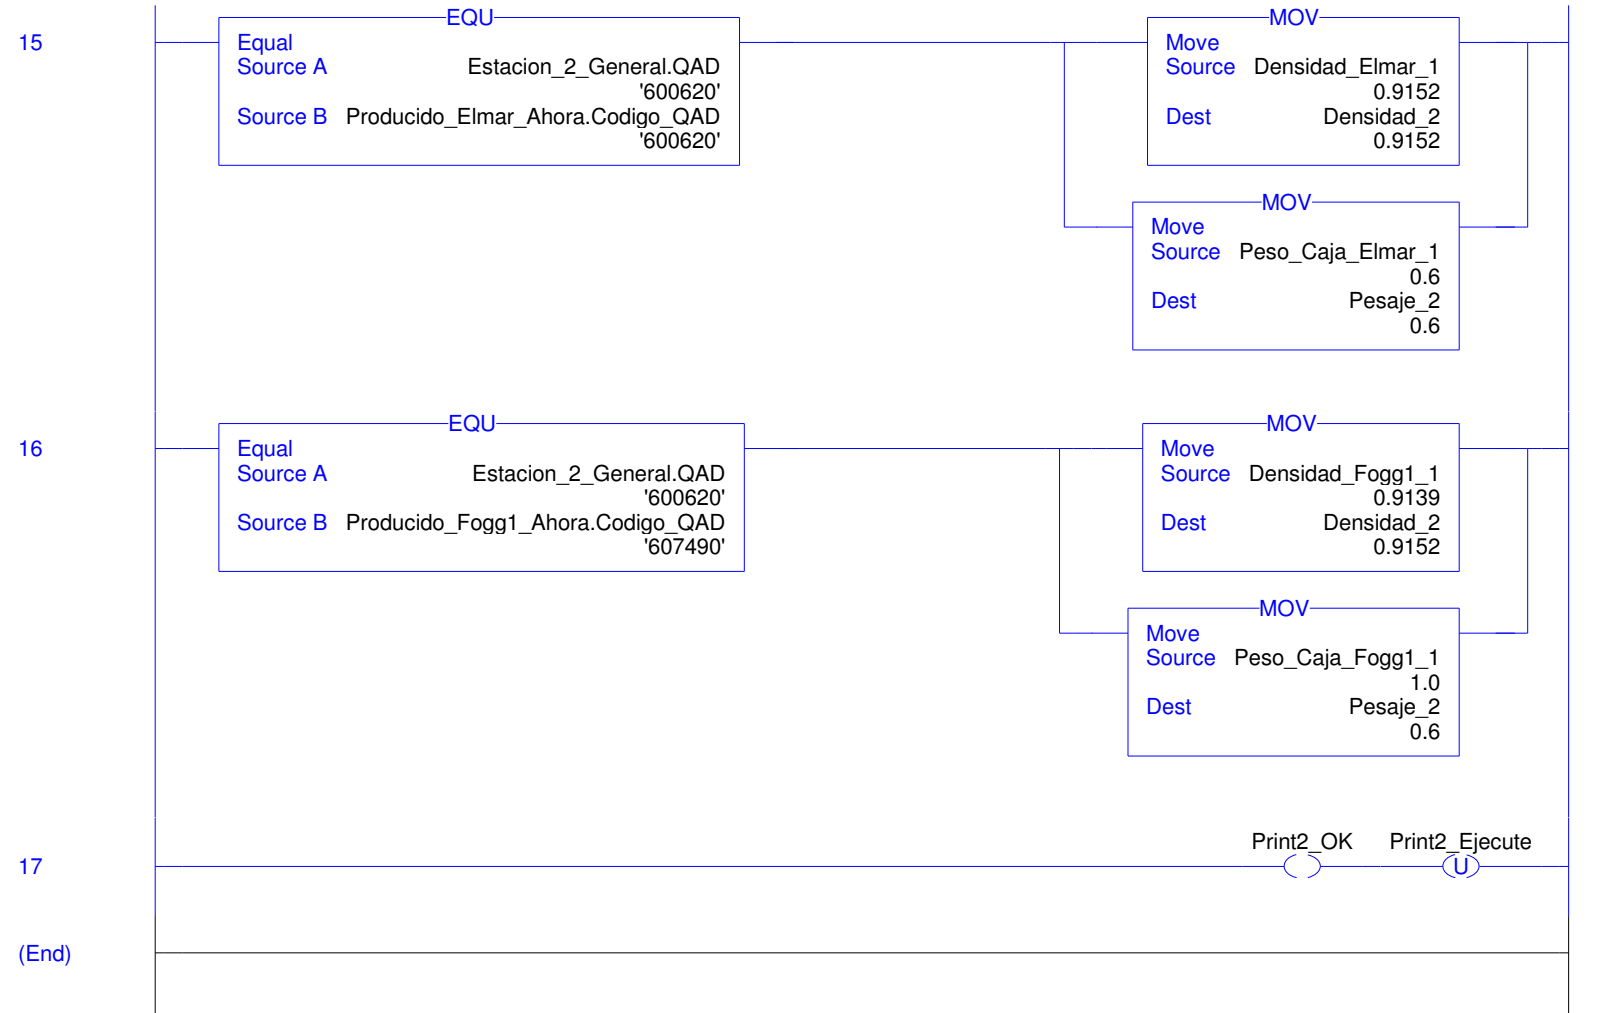 EQU
MOV
15
Equal
Move
Source A Estacion_2_General.QAD
Source Densidad_Elmar_1
'600620'
0.9152
Source B Producido_Elmar_Ahora.Codigo_QAD
Dest Densidad_2
'600620'
0.9152
MOV
Move
Source Peso_Caja_Elmar_1
0.6
Dest Pesaje_2
0.6
EQU
MOV
16
Equal
Move
Source A Estacion_2_General.QAD
Source Densidad_Fogg1_1
'600620'
0.9139
Source B Producido_Fogg1_Ahora.Codigo_QAD
Dest Densidad_2
'607490'
0.9152
MOV
Move
Source Peso_Caja_Fogg1_1
1.0
Dest Pesaje_2
0.6
Print2_OK Print2_Ejecute
17
U
(End)